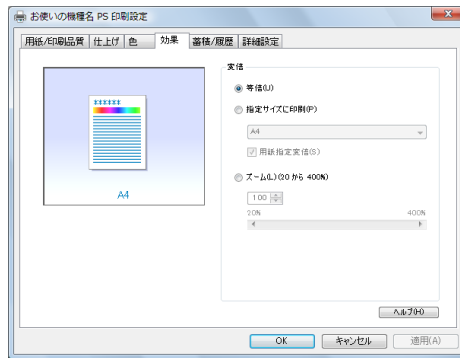 お使いの機種名 PS 印刷設定
用紙/印刷品質 仕上げ 色 効果 蓄積/履歴 詳細設定
変倍
等倍(U)
指定サイズに印刷(P)
A4
用紙指定変倍(S)
ズーム(L)(20 から 400%)
100
20% 400%
******
A4
ヘルプ(H)
OK キャンセル 適用(A)